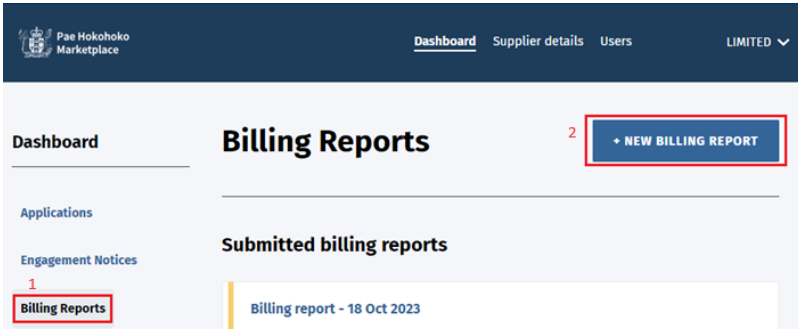 Pae Hokohoko
Marketplace
Dashboard Supplier details Users LIMITED
Dashboard
Billing Reports
2
+ NEW BILLING REPORT
Applications
Engagement Notices
1
Billing Reports
Submitted billing reports
Billing report - 18 Oct 2023